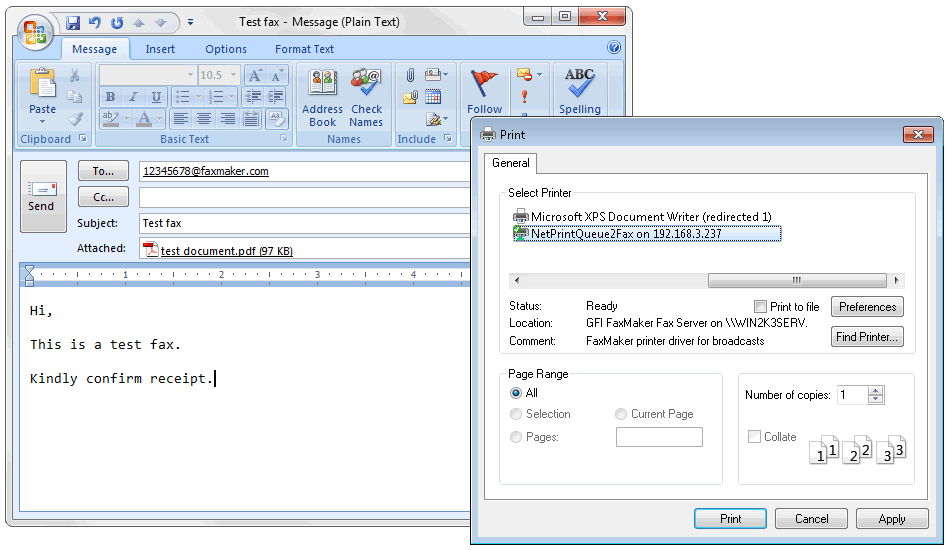 Test fax - Message (Plain Text)
Message Insert Options Format Text
10.5
Paste
Address Book
Check Names
Follow
ABC
Spelling
Clipboard Basic Text Names Include
Send
To... 12345678@faxmaker.com
Cc...
Subject: Test fax
Attached: test document.pdf (97 KB)
1 2 3 4
Hi,
This is a test fax.
Kindly confirm receipt.
Print
General
Select Printer
Microsoft XPS Document Writer (redirected 1)
NetPrintQueue2Fax on 192.168.3.237
Status: Ready
Print to file
Preferences
Location: GFI FaxMaker Fax Server on \\WIN2K3SERV.
Comment: FaxMaker printer driver for broadcasts
Find Printer...
Page Range
All
Selection Current Page
Pages:
Number of copies: 1
Collate
1 1 2 2 3 3
Print Cancel Apply